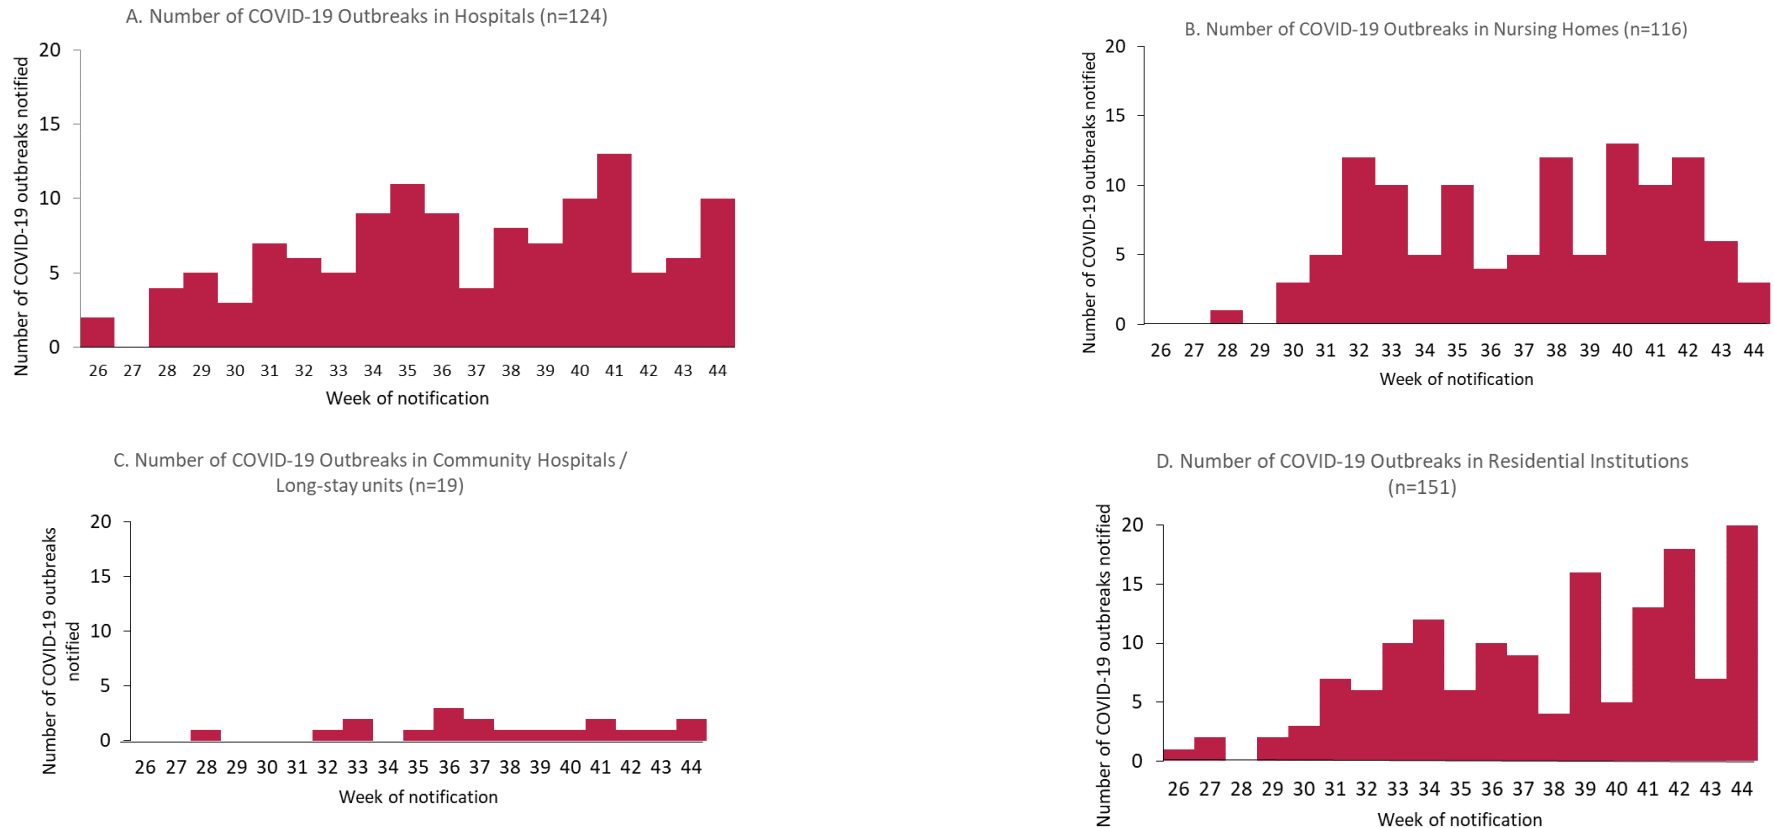 A. Number of COVID-19 Outbreaks in Hospitals (n=124)
Number of COVID-19 outbreaks notified
20
15
10
5
0
26 27 28 29 30 31 32 33 34 35 36 37 38 39 40 41 42 43 44
Week of notification
B. Number of COVID-19 Outbreaks in Nursing Homes (n=116)
Number of COVID-19 outbreaks notified
20
15
10
5
0
26 27 28 29 30 31 32 33 34 35 36 37 38 39 40 41 42 43 44
Week of notification
C. Number of COVID-19 Outbreaks in Community Hospitals /
Long-stay units (n=19)
Number of COVID-19 outbreaks
notified
20
15
10
5
0
26 27 28 29 30 31 32 33 34 35 36 37 38 39 40 41 42 43 44
Week of notification
D. Number of COVID-19 Outbreaks in Residential Institutions
(n=151)
Number of COVID-19 outbreaks notified
20
15
10
5
0
26 27 28 29 30 31 32 33 34 35 36 37 38 39 40 41 42 43 44
Week of notification